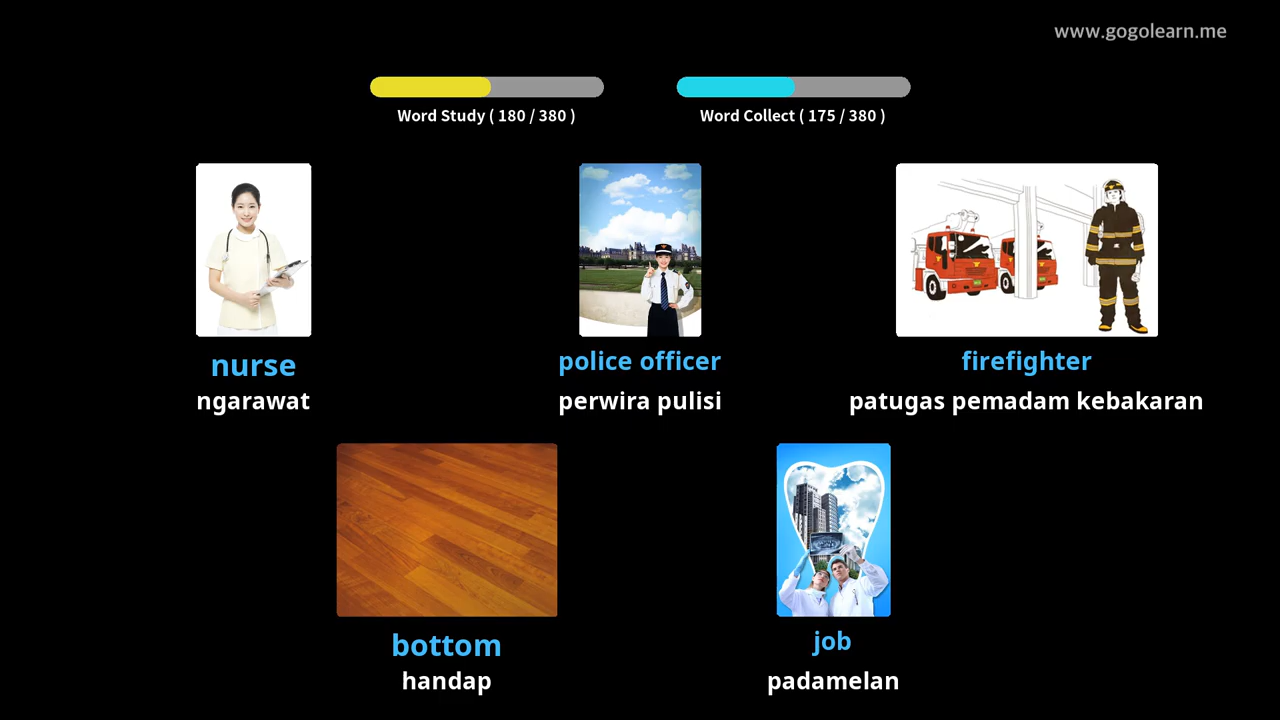 www.gogolearn.me
Word Study ( 180 / 380 )
Word Collect ( 175 / 380 )
nurse
ngarawat
police officer
perwira pulisi
firefighter
patugas pemadam kebakaran
bottom
handap
job
padamelan